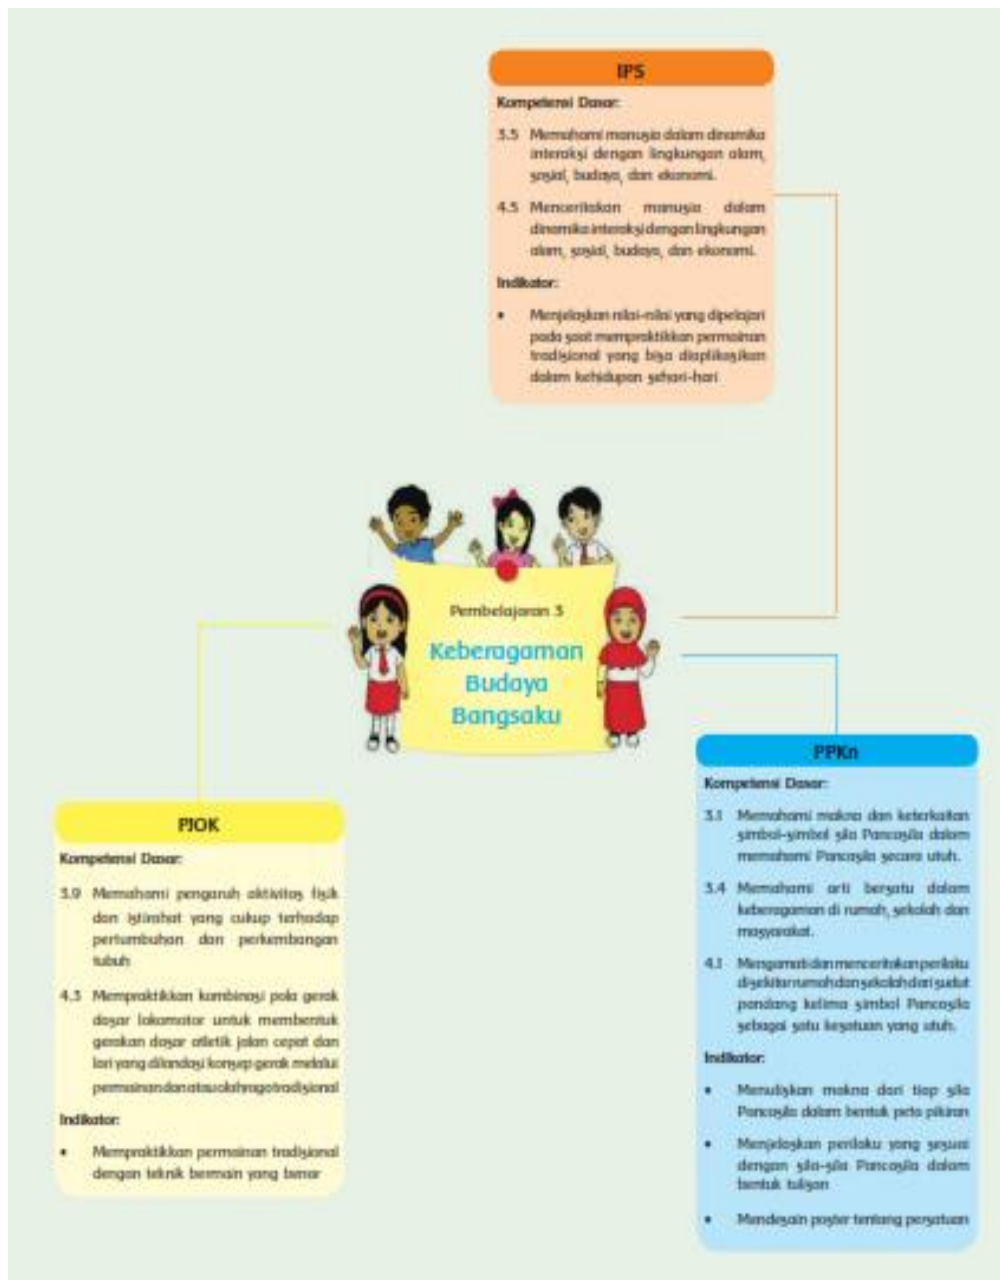 IPS
Kompetensi Dasar:
3.5 Memahami manusia dalam dinamika
interaksi dengan lingkungan alam,
sosial, budaya, dan ekonomi.
4.5 Menceritakan manusia dalam
dinamika interaksi dengan lingkungan
alam, sosial, budaya, dan ekonomi.
Indikator:
• Menjelaskan nilai-nilai yang dipelajari
pada saat mempraktikkan permainan
tradisional yang bisa diaplikasikan
dalam kehidupan sehari-hari
Pembelajaran 3
Keberagaman
Budaya
Bangsaku
PJOK
Kompetensi Dasar:
3.9 Memahami pengaruh aktivitas fisik
dan istirahat yang cukup terhadap
pertumbuhan dan perkembangan
tubuh
4.3 Mempraktikkan kombinasi pola gerak
dasar lokomotor untuk membentuk
gerakan dasar atletik jalan cepat dan
lari yang dilandasi konsep gerak melalui
permainan dan atau olahraga tradisional
Indikator:
• Mempraktikkan permainan tradisional
dengan teknik bermain yang benar
PPKn
Kompetensi Dasar:
3.1 Memahami makna dan keterkaitan
simbol-simbol sila Pancasila dalam
memahami Pancasila secara utuh.
3.4 Memahami arti bersatu dalam
keberagaman di rumah, sekolah dan
masyarakat.
4.1 Mengamati dan menceritakan perilaku
di sekitar rumah dan sekolah dari sudut
pandang kelima simbol Pancasila
sebagai satu kesatuan yang utuh.
Indikator:
• Menuliskan makna dari tiap sila
Pancasila dalam bentuk peta pikiran
• Menjelaskan perilaku yang sesuai
dengan sila-sila Pancasila dalam
bentuk tulisan
• Mendesain poster tentang persatuan